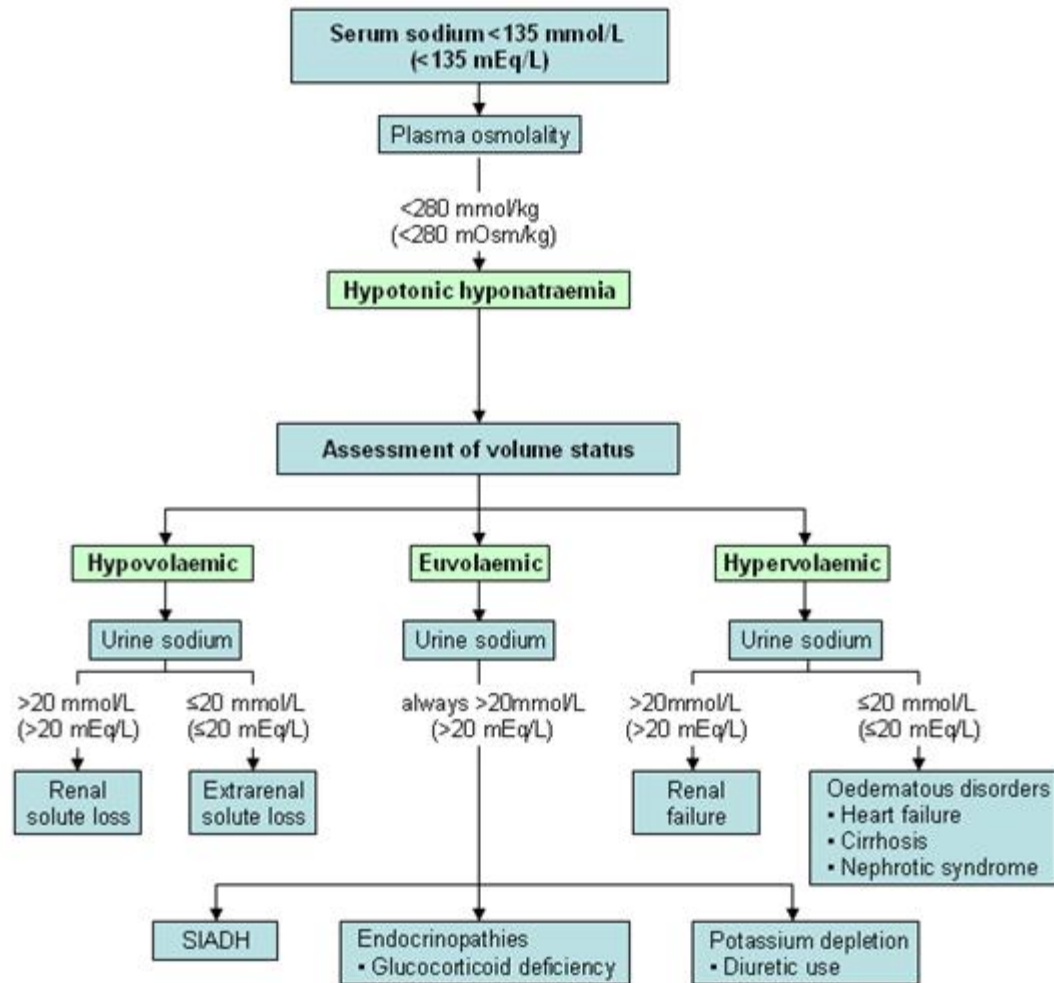 Serum sodium <135 mmol/L
(<135 mEq/L)
Plasma osmolality
<280 mmol/kg
(<280 mOsm/kg)
Hypotonic hyponatraemia
Assessment of volume status
Hypovolaemic
Euvolaemic
Hypervolaemic
Urine sodium
Urine sodium
Urine sodium
>20 mmol/L
(>20 mEq/L)
≤20 mmol/L
(≤20 mEq/L)
always >20mmol/L
(>20 mEq/L)
>20mmol/L
(>20 mEq/L)
≤20 mmol/L
(≤20 mEq/L)
Renal
solute loss
Extrarenal
solute loss
Renal
failure
Oedematous disorders
▪ Heart failure
▪ Cirrhosis
▪ Nephrotic syndrome
SIADH
Endocrinopathies
▪ Glucocorticoid deficiency
Potassium depletion
▪ Diuretic use